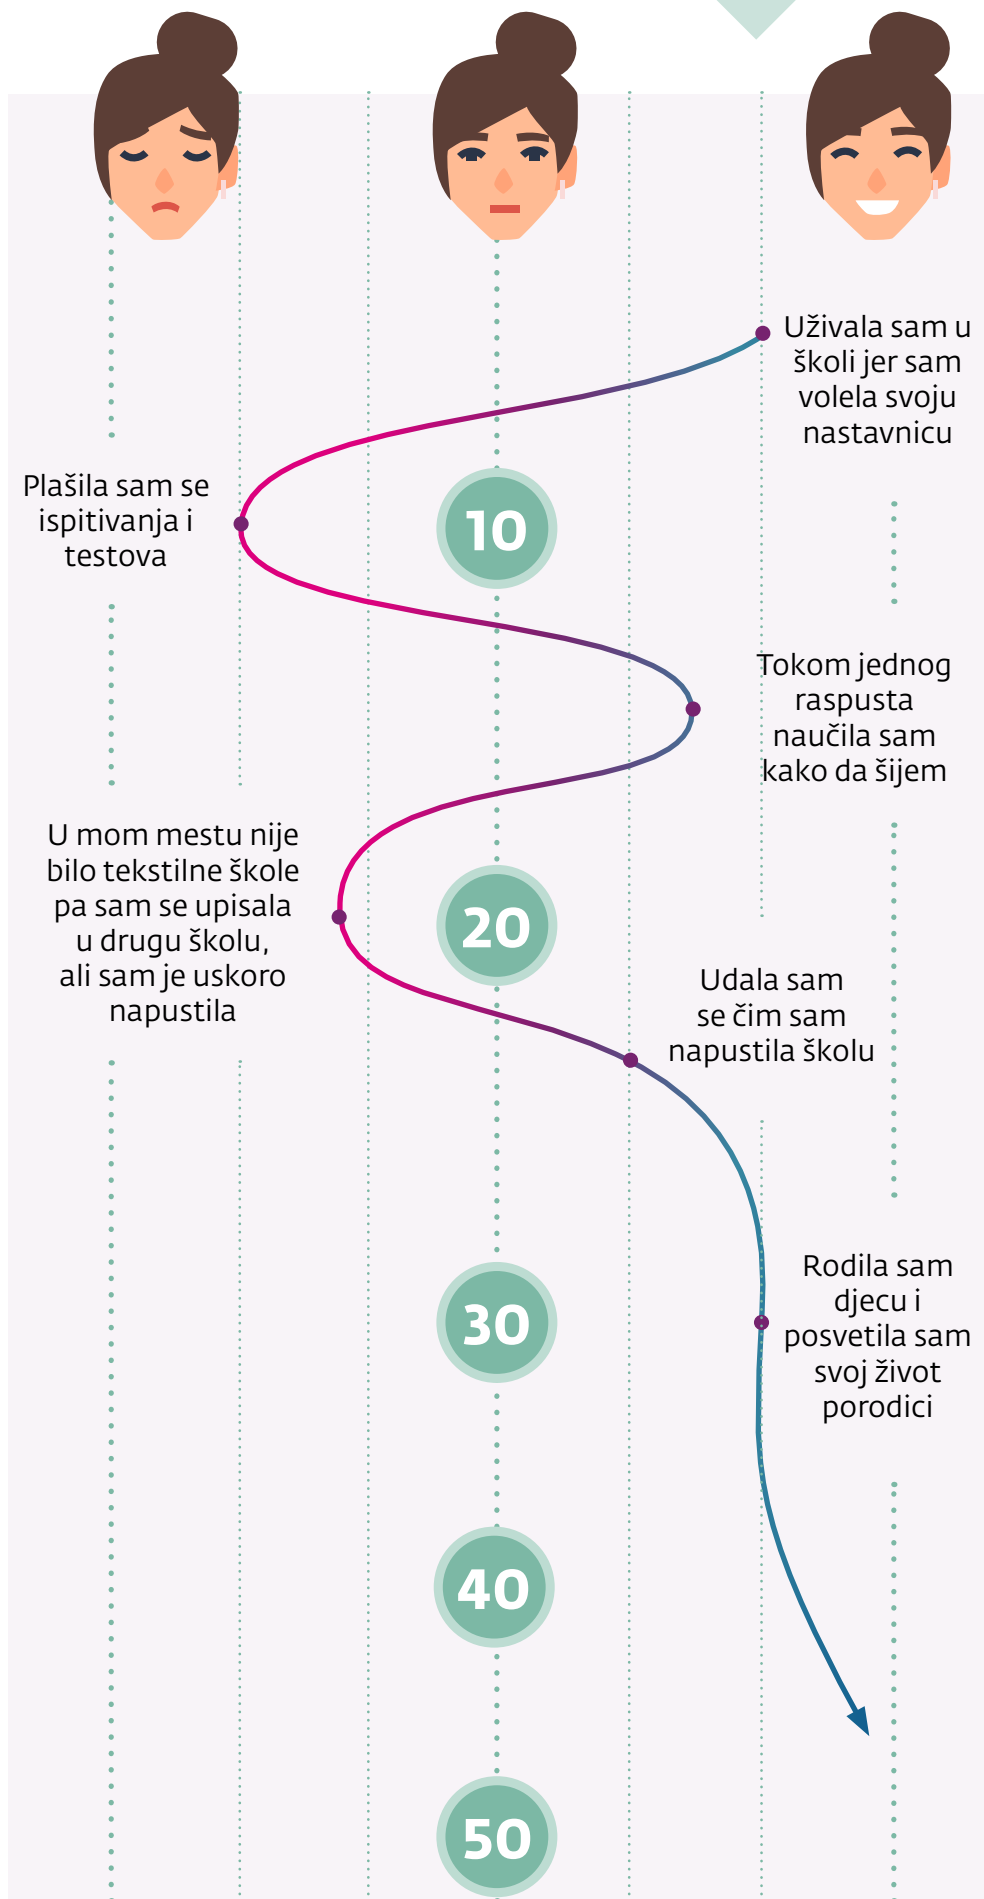 Uživala sam u
školi jer sam
volela svoju
nastavnicu
Plašila sam se
ispitivanja i
testova
10
Tokom jednog
raspusta
naučila sam
kako da šijem
U mom mestu nije
bilo tekstilne škole
pa sam se upisala
u drugu školu,
ali sam je uskoro
napustila
20
Udala sam
se čim sam
napustila školu
Rodila sam
djecu i
posvetila sam
svoj život
porodici
30
40
50